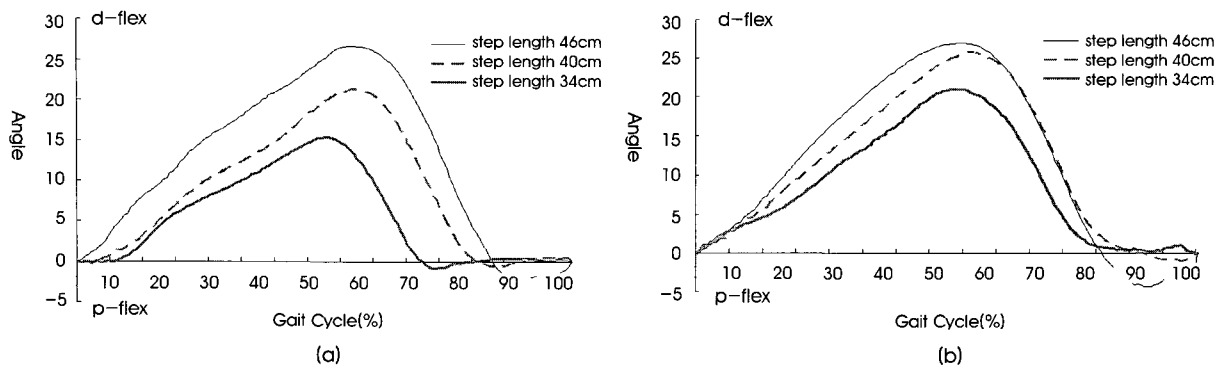 d-flex
30
25
20
15
10
5
0
-5
Angle
step length 46cm
step length 40cm
step length 34cm
10 20 30 40 50 60 70 80 90 100
p-flex
Gait Cycle(%)
(a)
d-flex
30
25
20
15
10
5
0
-5
Angle
step length 46cm
step length 40cm
step length 34cm
10 20 30 40 50 60 70 80 90 100
p-flex
Gait Cycle(%)
(b)